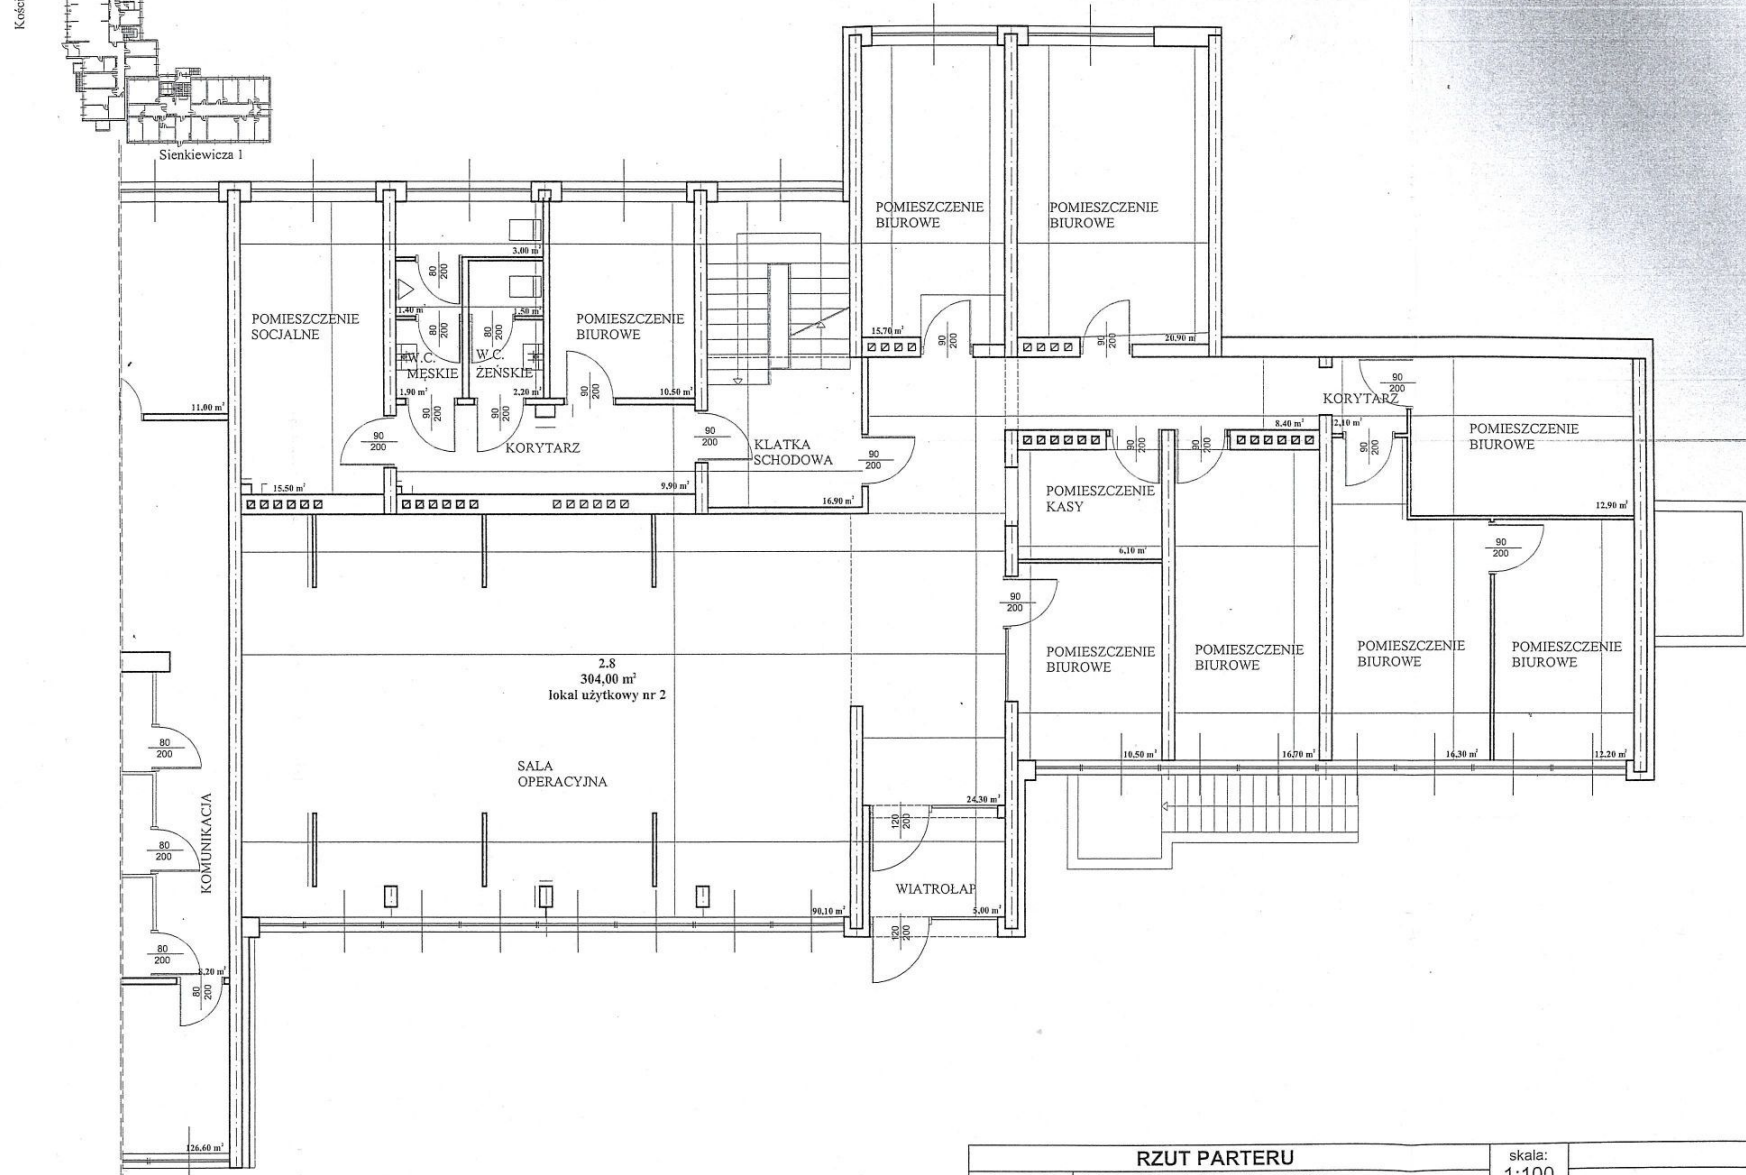 Kości
Sienkiewicza 1
POMIESZCZENIE
BIUROWE
POMIESZCZENIE
BIUROWE
15.70 m²
90
200
90
200
20.90 m²
POMIESZCZENIE
SOCJALNE
15.50 m²
11.00 m²
3.00 m²
80
200
1.40 m²
80
200
80
200
.50 m²
W.C.
MĘSKIE
1.90 m²
W.C.
ŻEŃSKIE
2.20 m²
POMIESZCZENIE
BIUROWE
10.50 m²
90
200
90
200
90
200
90
200
KORYTARZ
9.90 m²
90
200
KLATKA
SCHODOWA
16.90 m²
90
200
KORYTARZ
90
200
8.40 m²
2.10 m²
90
200
90
200
90
200
POMIESZCZENIE
BIUROWE
12.90 m²
POMIESZCZENIE
KASY
6.10 m²
90
200
90
200
POMIESZCZENIE
BIUROWE
10.50 m²
POMIESZCZENIE
BIUROWE
16.70 m²
POMIESZCZENIE
BIUROWE
16.30 m²
POMIESZCZENIE
BIUROWE
12.20 m²
2.8
304,00 m²
lokal użytkowy nr 2
SALA
OPERACYJNA
90.10 m²
24.30 m²
120
200
WIATROŁAP
5.00 m²
120
200
KOMUNIKACJA
80
200
80
200
80
200
8.20 m²
80
200
126.60 m²
RZUT PARTERU
skala:
1:100